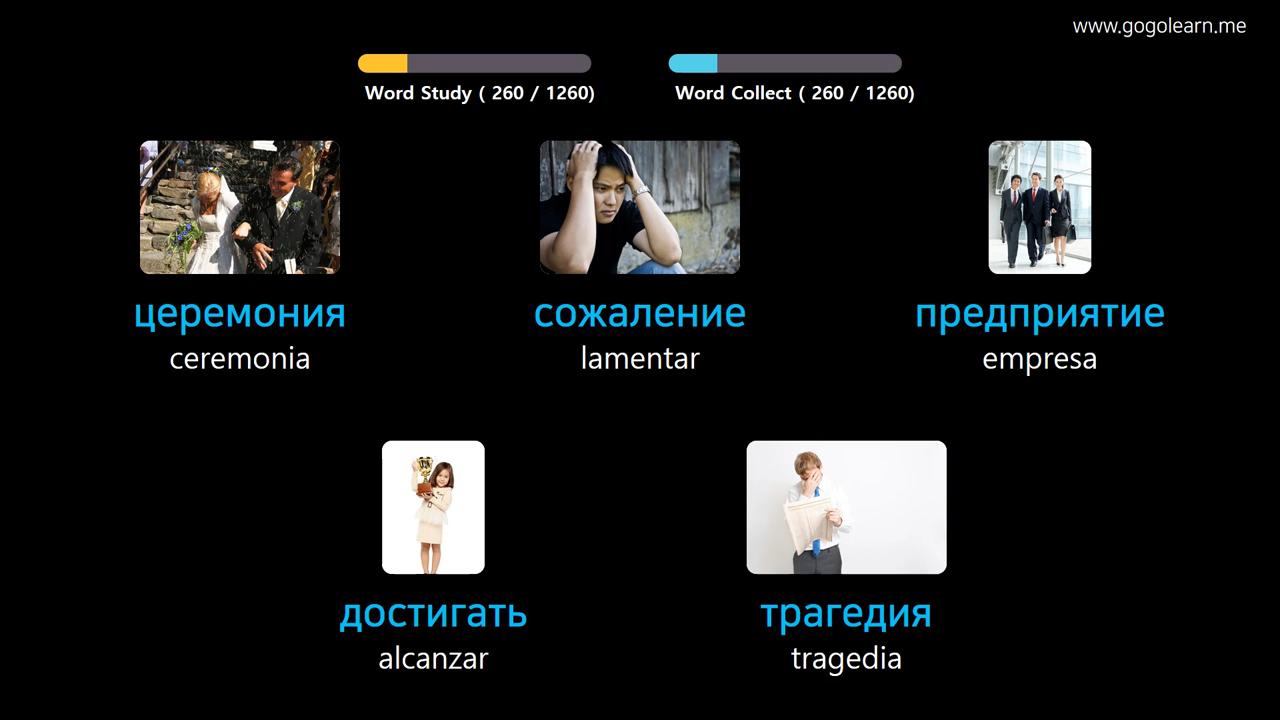 www.gogolearn.me
Word Study ( 260 / 1260)
Word Collect ( 260 / 1260)
церемония
ceremonia
сожаление
lamentar
предприятие
empresa
достигать
alcanzar
трагедия
tragedia